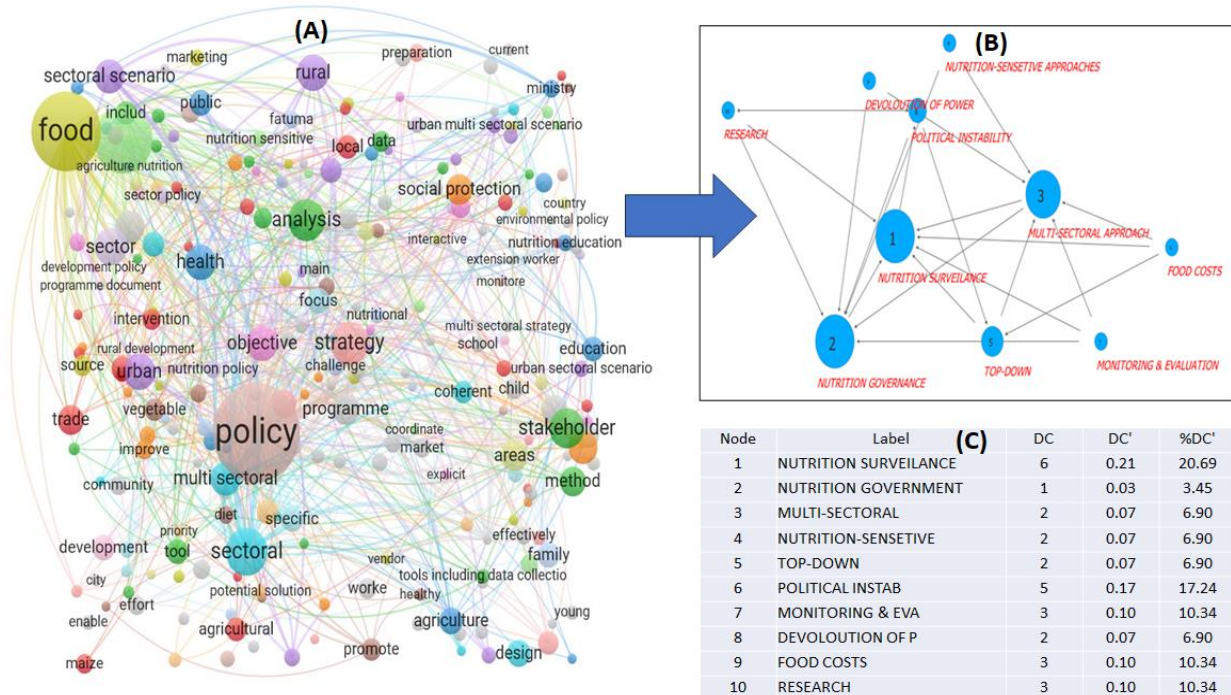 (A)
marketing
preparation
current
sectoral scenario
rural
ministry
includ
public
fatuma
urban multi sectoral scenario
food
nutrition sensitive
local
data
agriculture nutrition
sector policy
social protection
country
analysis
environmental policy
sector
interactive
nutrition education
development policy
health
main
extension worker
programme document
focus
monitore
intervention
nutritional
multi sectoral strategy
objective
strategy
school
education
rural development
source
nutrition policy
challenge
urban sectoral scenario
urban
coherent
child
vegetable
programme
trade
policy
coordinate
stakeholder
improve
market
areas
multi sectoral
explicit
method
community
diet
specific
priority
effectively
development
tool
sectoral
vendor
family
city
tools including data collectio
potential solution
worke
healthy
effort
young
enable
agricultural
agriculture
promote
design
maize
(B)
NUTRITION-SENSETIVE APPROACHES
DEVOLOUTION OF POWER
RESEARCH
POLITICAL INSTABILITY
3
1
MULTI-SECTORAL APPROACH
NUTRITION SURVEILANCE
FOOD COSTS
2
5
NUTRITION GOVERNANCE
TOP-DOWN
MONITORING & EVALUATION
(C)
Node Label DC DC' %DC'
1 NUTRITION SURVEILANCE 6 0.21 20.69
2 NUTRITION GOVERNMENT 1 0.03 3.45
3 MULTI-SECTORAL 2 0.07 6.90
4 NUTRITION-SENSETIVE 2 0.07 6.90
5 TOP-DOWN 2 0.07 6.90
6 POLITICAL INSTAB 5 0.17 17.24
7 MONITORING & EVA 3 0.10 10.34
8 DEVOLOUTION OF P 2 0.07 6.90
9 FOOD COSTS 3 0.10 10.34
10 RESEARCH 3 0.10 10.34